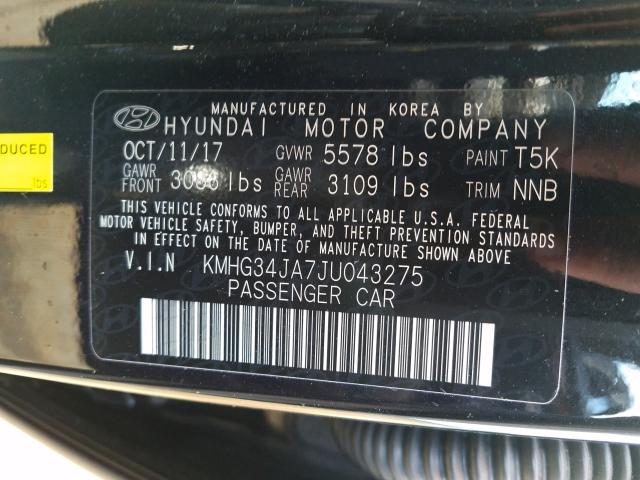 MANUFACTURED IN KOREA BY
HYUNDAI MOTOR COMPANY
OCT/11/17 GVWR 5578 lbs PAINT T5K
GAWR FRONT lbs GAWR REAR 3109 lbs TRIM NNB
THIS VEHICLE CONFORMS TO ALL APPLICABLE U.S.A. FEDERAL
MOTOR VEHICLE SAFETY, BUMPER, AND THEFT PREVENTION STANDARDS
IN EFFECT ON THE DATE OF MANUFACTURE SHOWN ABOVE
V.I.N KMHG34JA7JU043275
PASSENGER CAR
DUCED
lbs